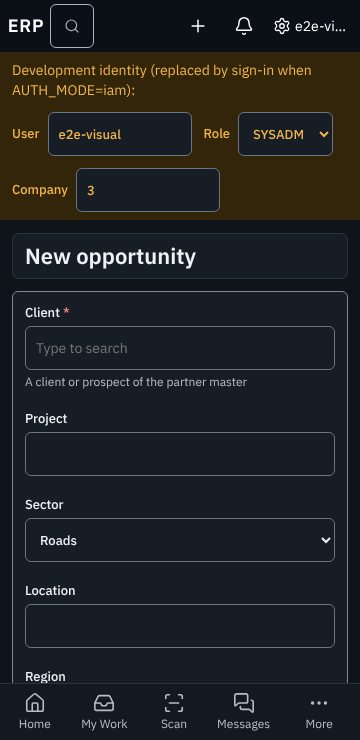 ERP
e2e-vi...
Development identity (replaced by sign-in when
AUTH_MODE=iam):
User e2e-visual Role SYSADM
Company 3
New opportunity
Client *
Type to search
A client or prospect of the partner master
Project
Sector
Roads
Location
Region
Home My Work Scan Messages More